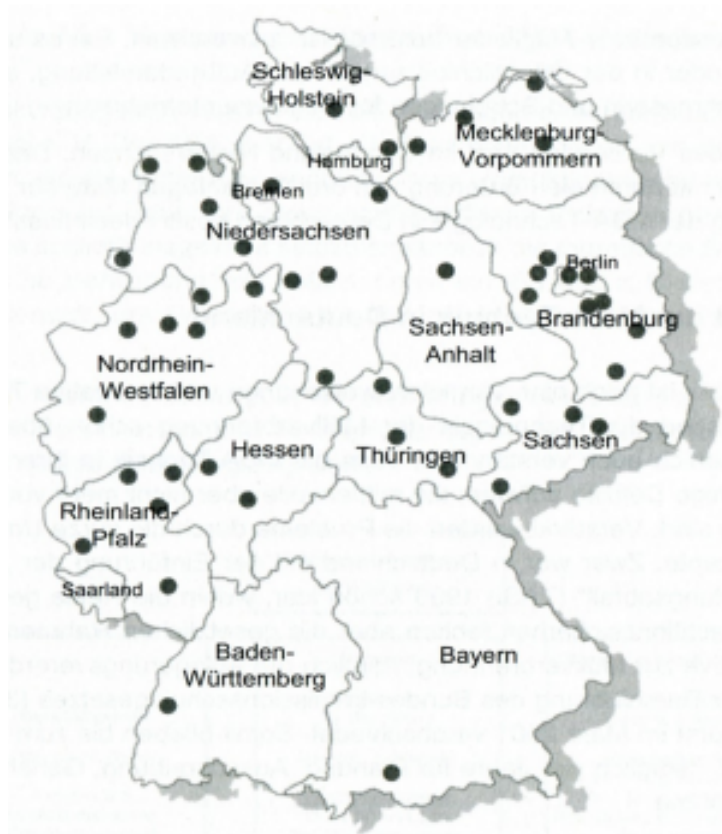 Schleswig-
Holstein
Mecklenburg-
Vorpommern
Hamburg
Bremen
Niedersachsen
Berlin
Brandenburg
Sachsen-
Anhalt
Nordrhein-
Westfalen
Hessen
Thüringen
Sachsen
Rheinland-
Pfalz
Saarland
Baden-
Württemberg
Bayern